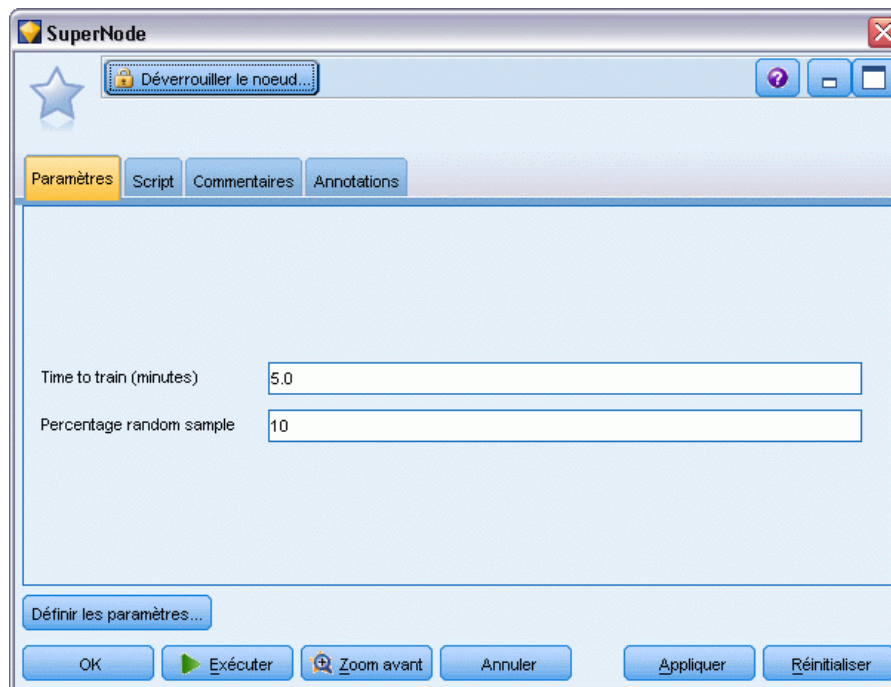 SuperNode
Déverrouiller le noeud...
Paramètres Script Commentaires Annotations
Time to train (minutes) 5.0
Percentage random sample 10
Définir les paramètres...
OK Exécuter Zoom avant Annuler Appliquer Réinitialiser